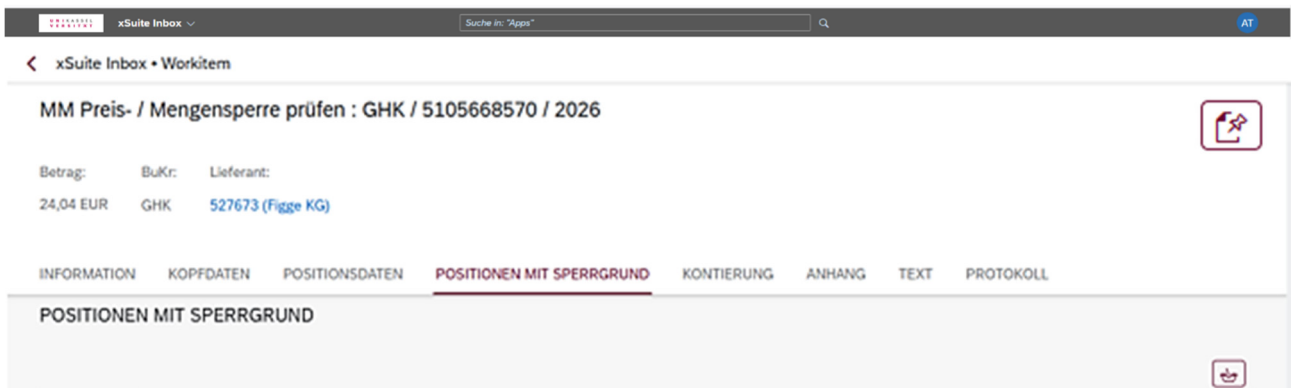 UNIKASSEL
VERSITÄT
xSuite Inbox
Suche in: "Apps"
AT
xSuite Inbox • Workitem
MM Preis- / Mengensperre prüfen : GHK / 5105668570 / 2026
Betrag: BuKr: Lieferant:
24,04 EUR GHK 527673 (Figge KG)
INFORMATION KOPFDATEN POSITIONSDATEN POSITIONEN MIT SPERRGRUND KONTIERUNG ANHANG TEXT PROTOKOLL
POSITIONEN MIT SPERRGRUND